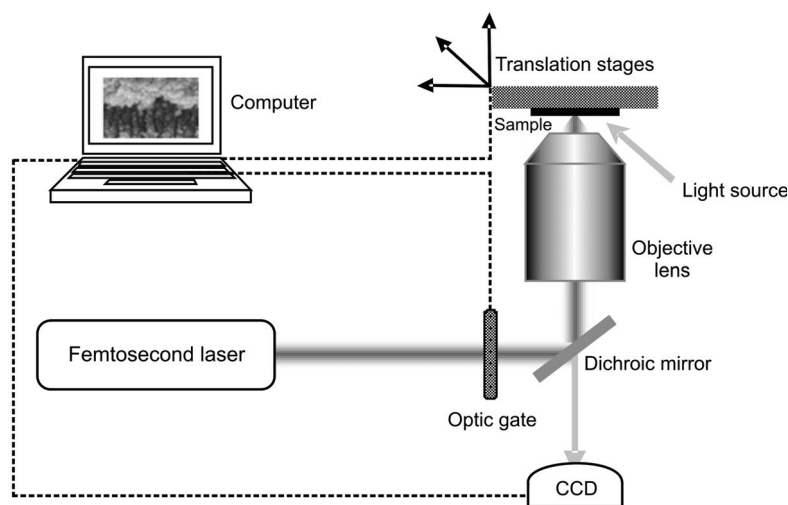 Translation stages
Computer
Sample
Light source
Objective
lens
Femtosecond laser
Dichroic mirror
Optic gate
CCD